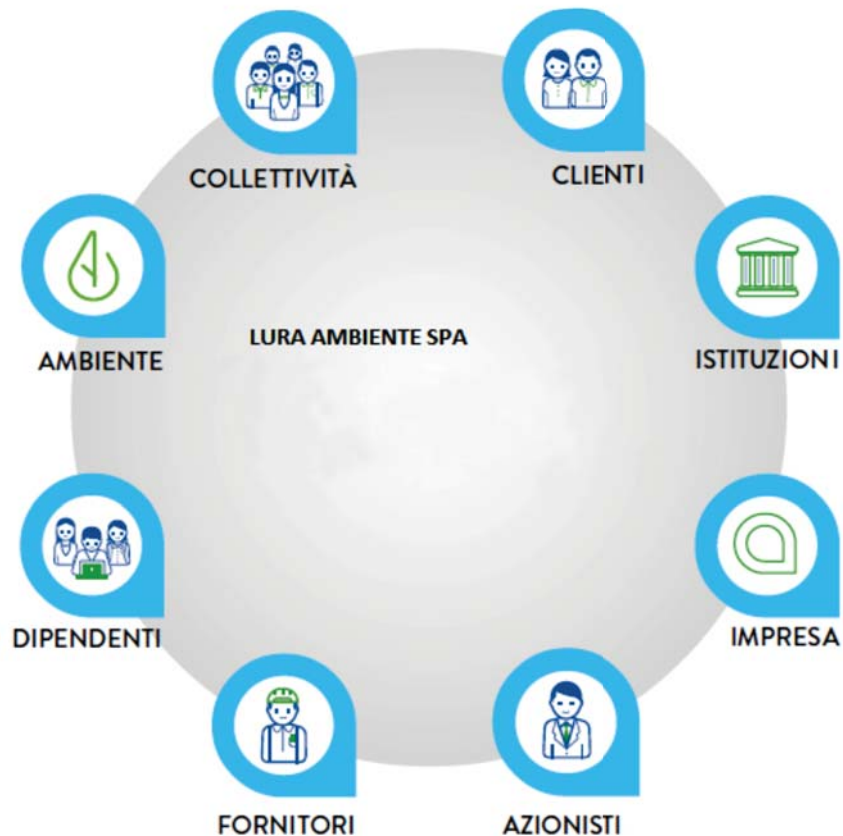 COLLETTIVITÀ
CLIENTI
LURA AMBIENTE SPA
AMBIENTE
ISTITUZIONI
DIPENDENTI
IMPRESA
FORNITORI
AZIONISTI